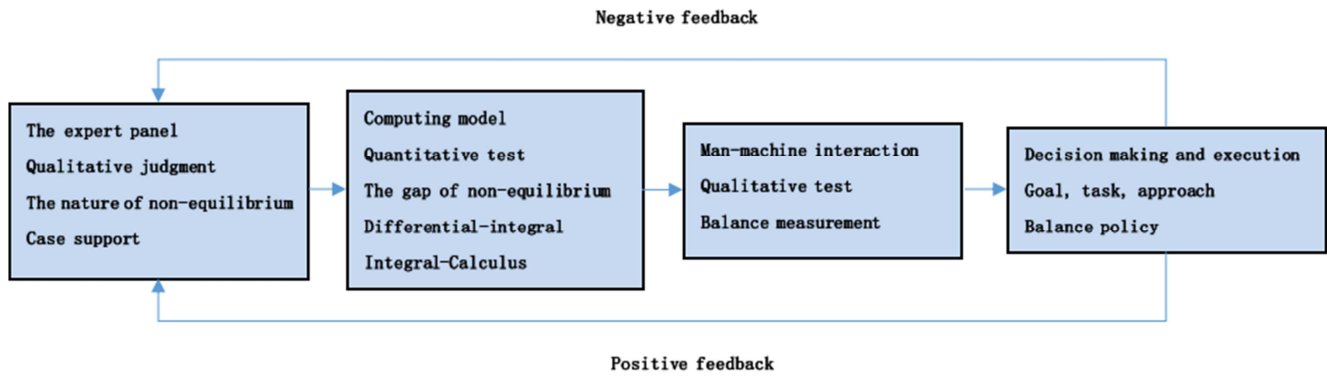 Negative feedback
The expert panel
Qualitative judgment
The nature of non-equilibrium
Case support
Computing model
Quantitative test
The gap of non-equilibrium
Differential-integral
Integral-Calculus
Man-machine interaction
Qualitative test
Balance measurement
Decision making and execution
Goal, task, approach
Balance policy
Positive feedback